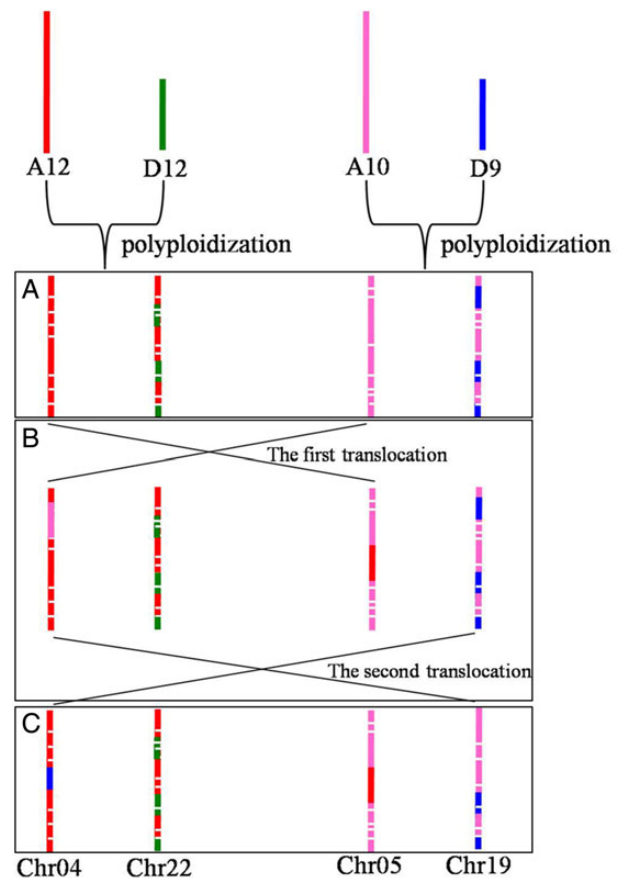 A12 D12 A10 D9
polyploidization polyploidization
A
B
The first translocation
The second translocation
C
Chr04 Chr22 Chr05 Chr19